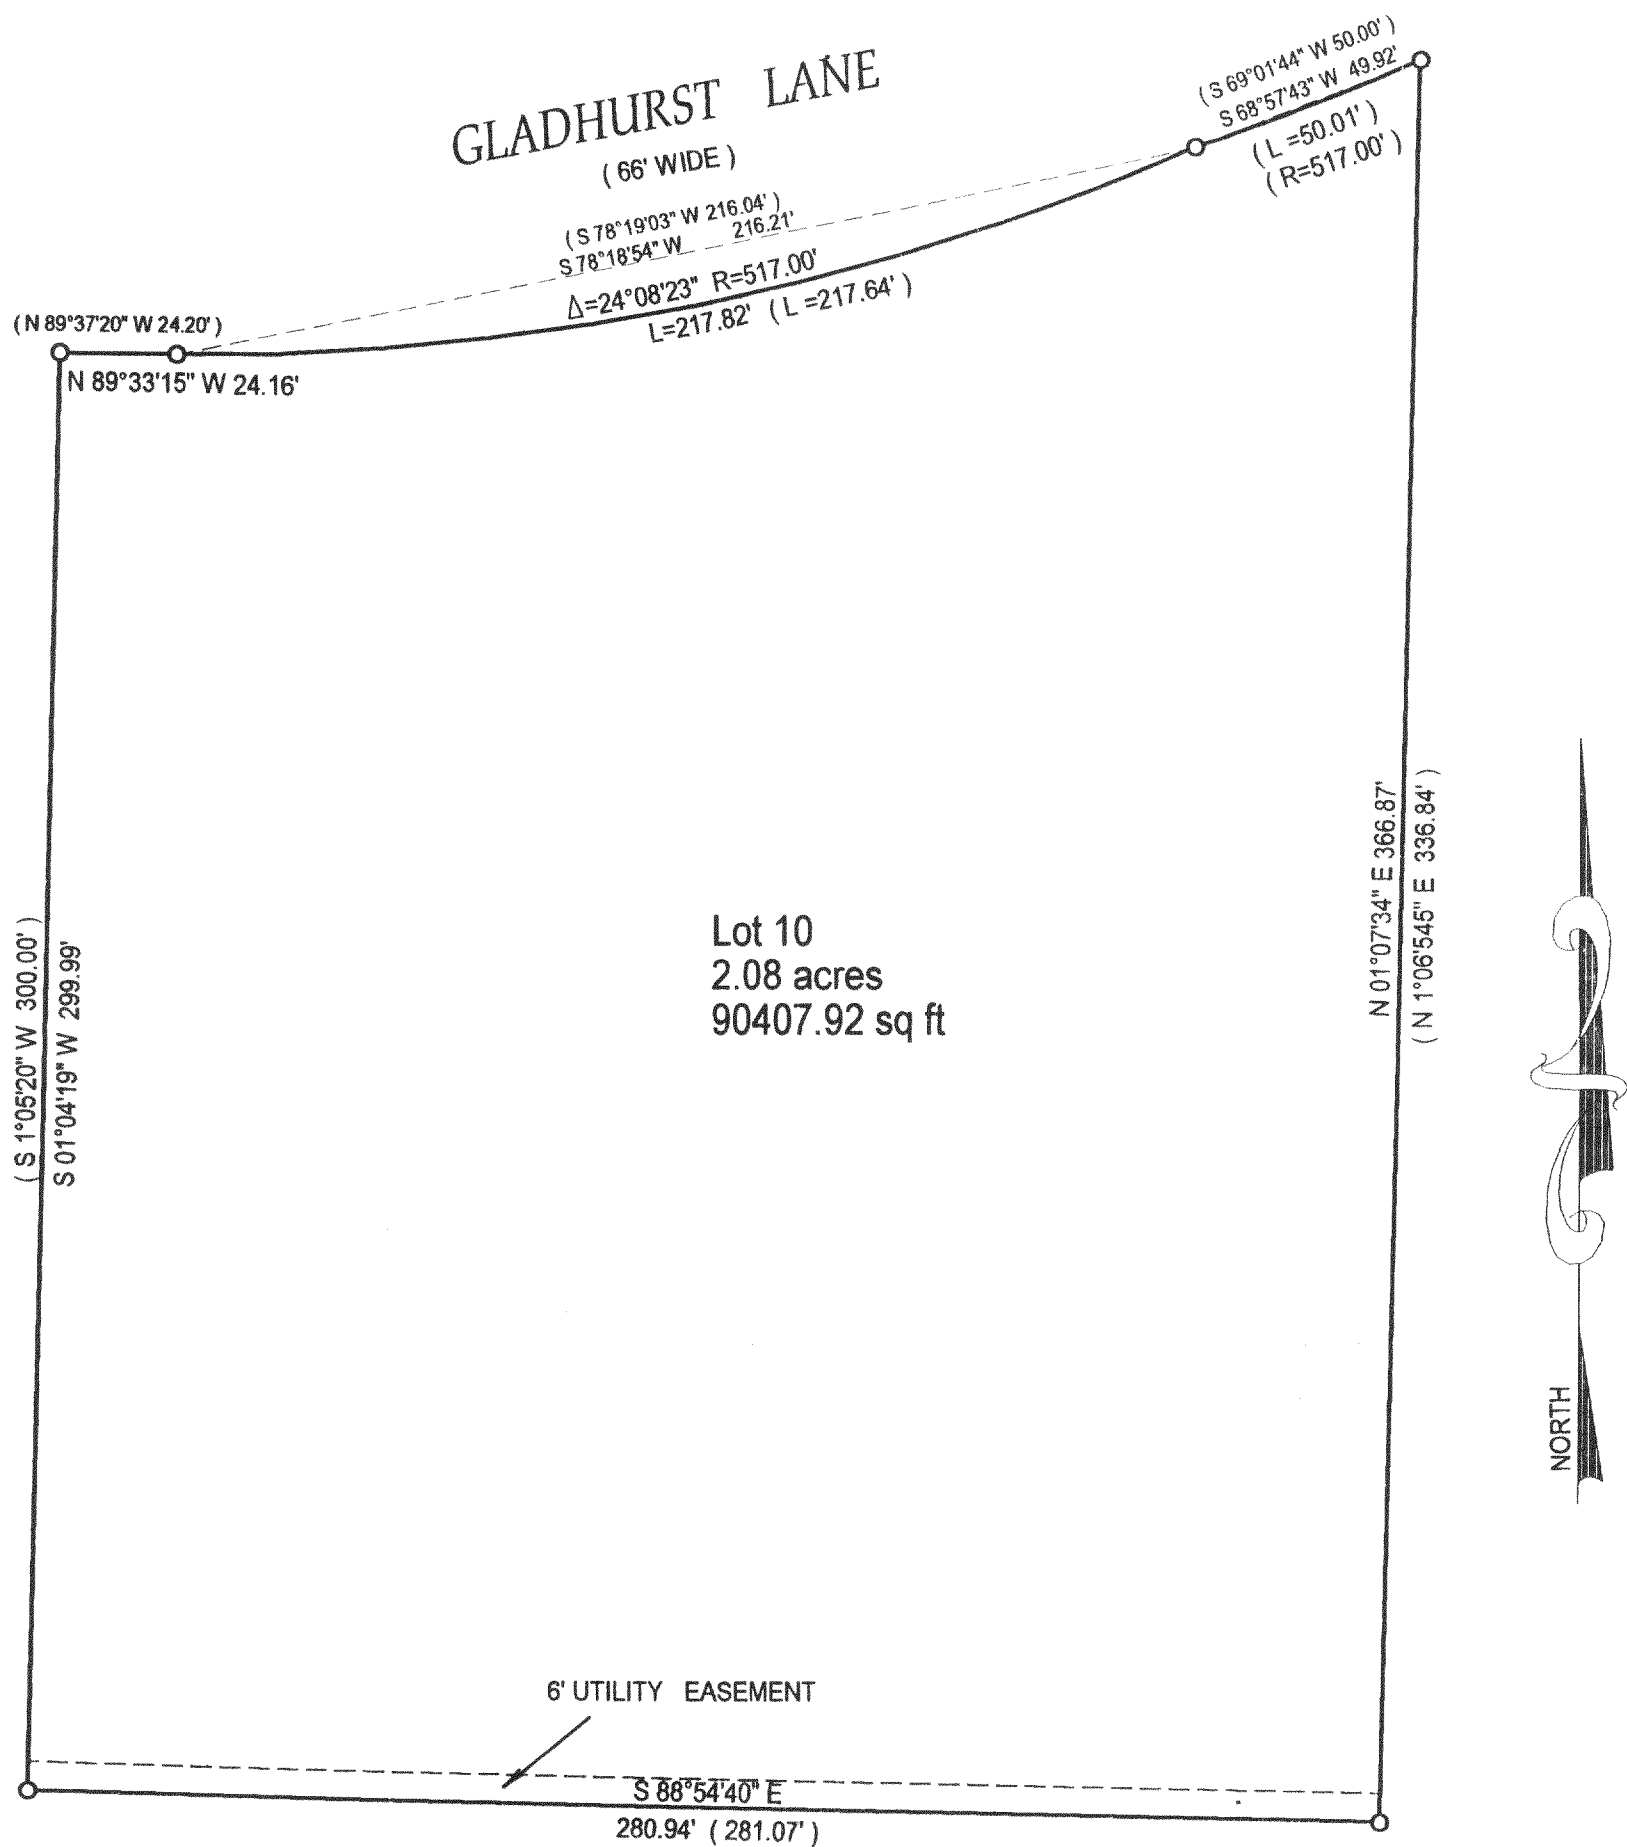 GLADHURST LANE
( 66' WIDE )
( S 69°01'44" W 50.00' )
S 68°57'43" W 49.92'
( L =50.01' )
( R=517.00' )
( S 78°19'03" W 216.04' )
S 78°18'54" W 216.21'
Δ=24°08'23" R=517.00'
L=217.82' ( L =217.64' )
( N 89°37'20" W 24.20' )
N 89°33'15" W 24.16'
( S 1°05'20" W 300.00' )
S 01°04'19" W 299.99'
Lot 10
2.08 acres
90407.92 sq ft
N 01°07'34" E 366.87'
( N 1°06'545" E 336.84' )
NORTH
6' UTILITY EASEMENT
S 88°54'40" E
280.94' ( 281.07' )